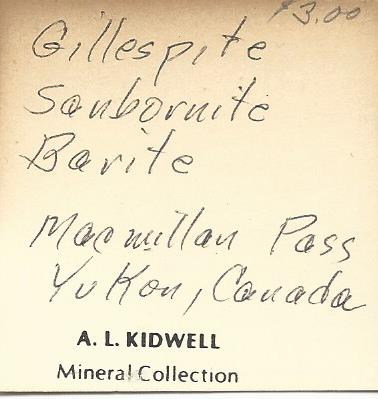 $3.00
Gillespite
Sanbornite
Barite
Macmillan Pass
Yukon, Canada
A. L. KIDWELL
Mineral Collection